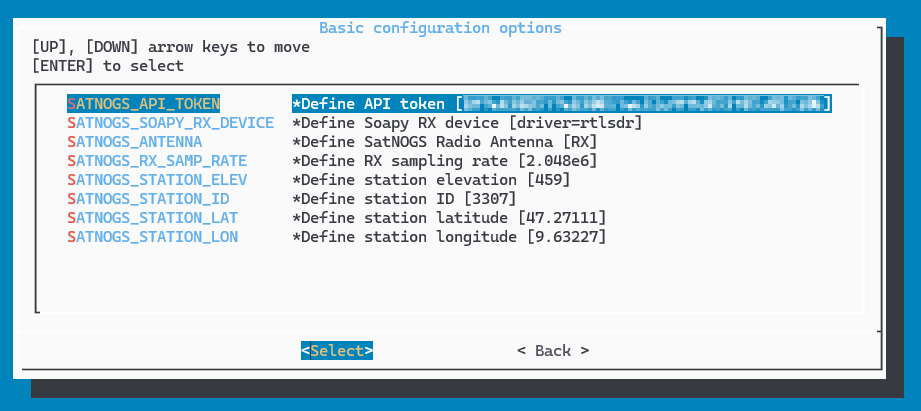 Basic configuration options
[UP], [DOWN] arrow keys to move
[ENTER] to select
SATNOGS_API_TOKEN *Define API token [ ]
SATNOGS_SOAPY_RX_DEVICE *Define Soapy RX device [driver=rtlsdr]
SATNOGS_ANTENNA *Define SatNOGS Radio Antenna [RX]
SATNOGS_RX_SAMP_RATE *Define RX sampling rate [2.048e6]
SATNOGS_STATION_ELEV *Define station elevation [459]
SATNOGS_STATION_ID *Define station ID [3307]
SATNOGS_STATION_LAT *Define station latitude [47.27111]
SATNOGS_STATION_LON *Define station longitude [9.63227]
<Select> < Back >